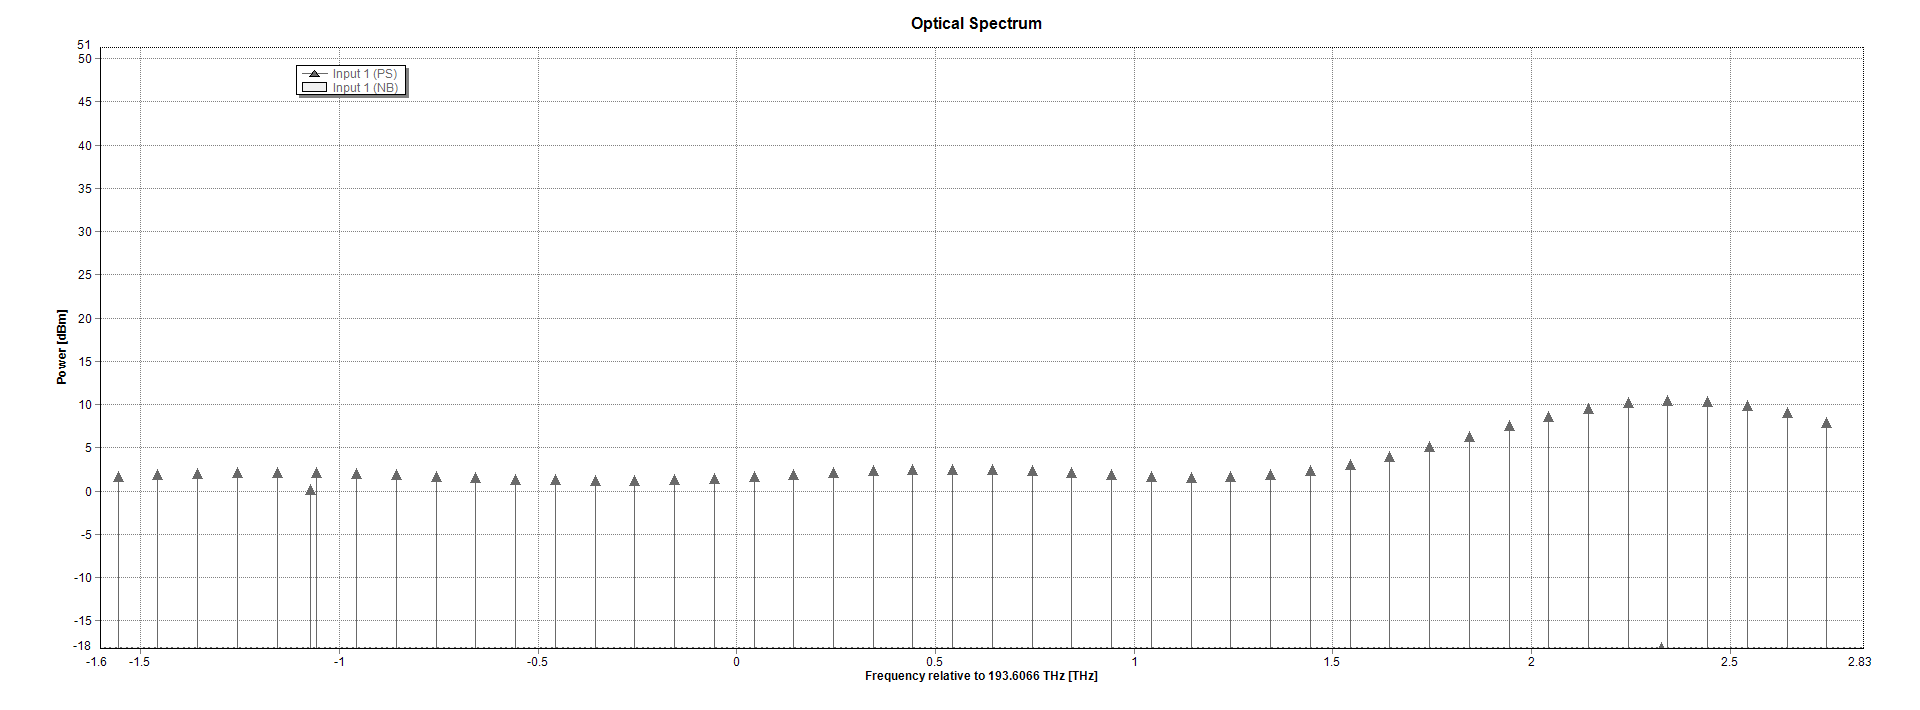 Optical Spectrum
51
50
45
40
35
30
25
20
15
10
5
0
-5
-10
-15
-18
Power [dBm]
Input 1 (PS)
Input 1 (NB)
-1.6 -1.5 -1 -0.5 0 0.5 1 1.5 2 2.5 2.83
Frequency relative to 193.6066 THz [THz]